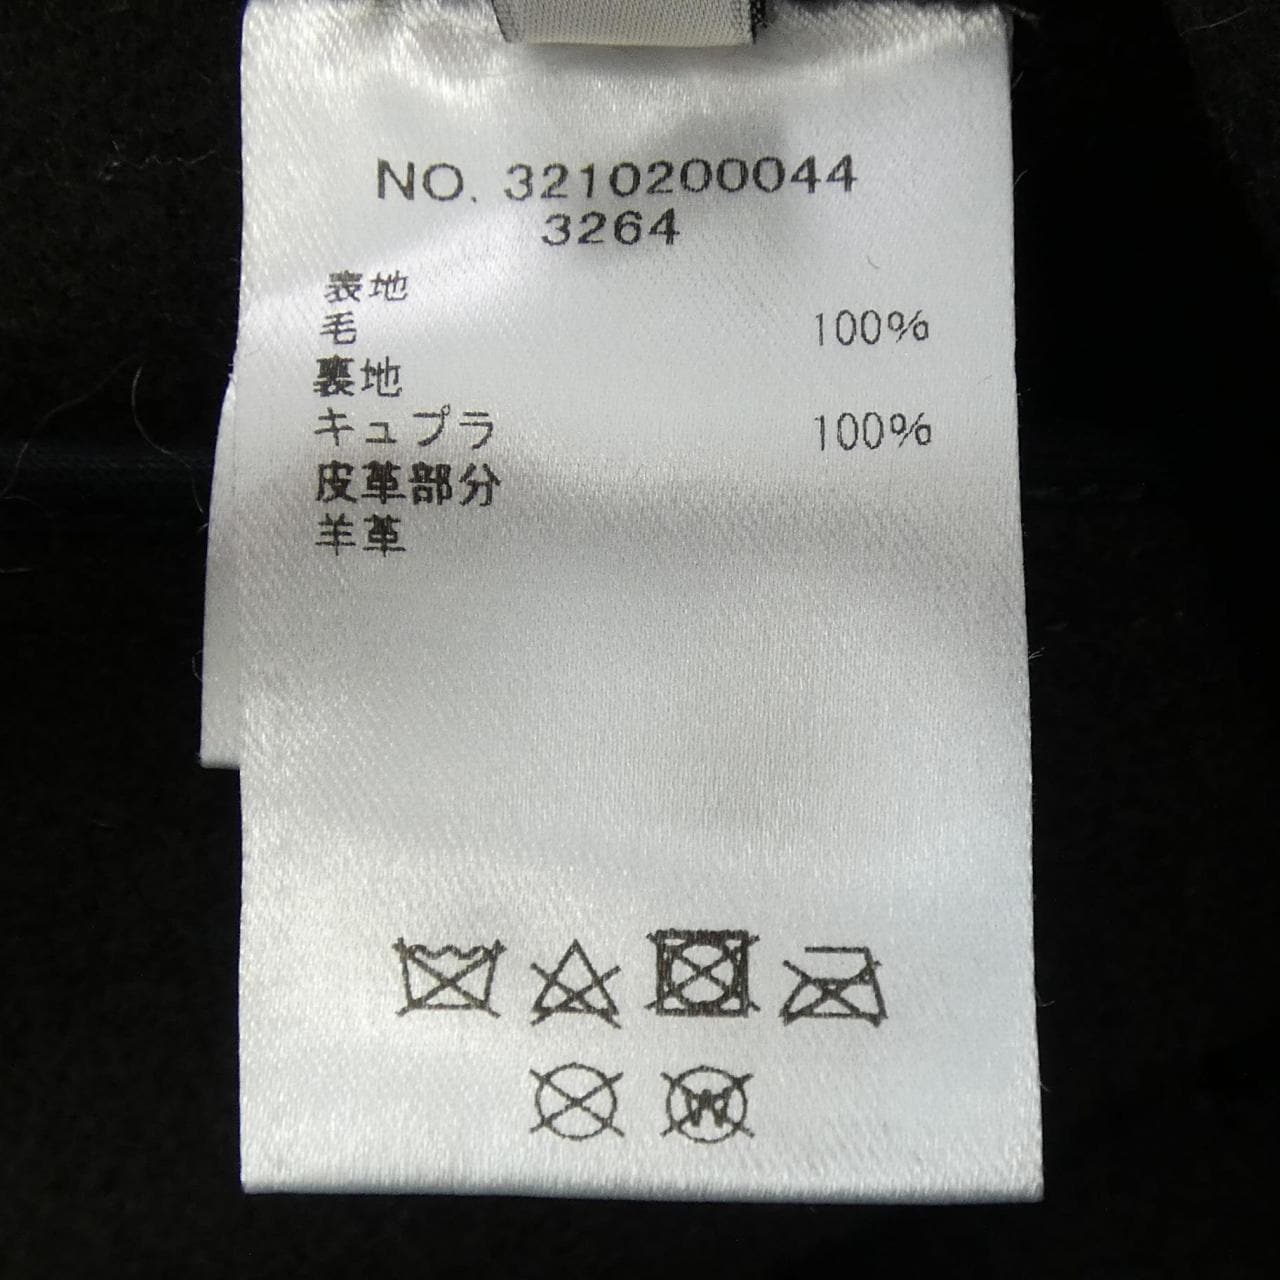 NO. 3210200044
3264
表地
毛 100%
裏地
キュプラ 100%
皮革部分
羊革
W